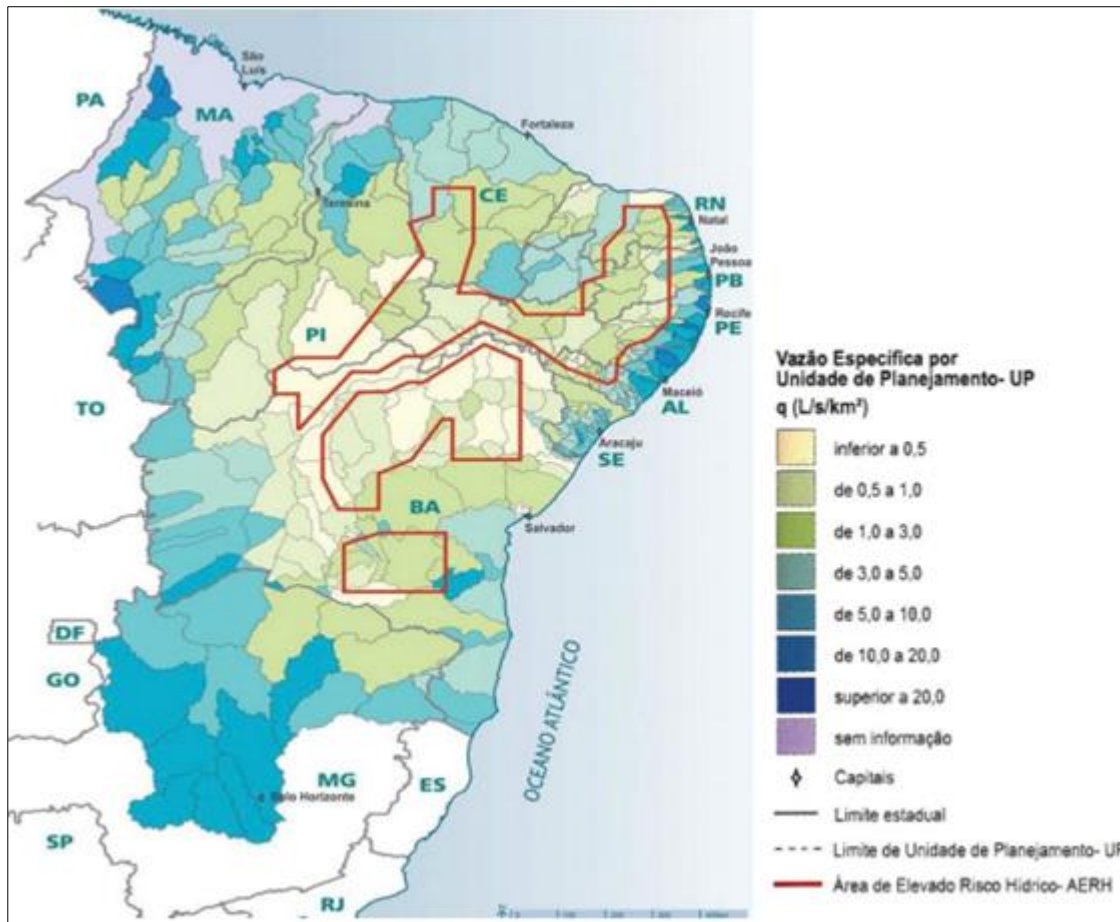 São
Luís
PA
MA
Fortaleza
CE
Teresina
RN
Natal
João
Pessoa
PB
Recife
PE
PI
Maceió
AL
TO
Aracaju
SE
BA
Salvador
DF
GO
OCEANO ATLÂNTICO
MG
ES
Belo Horizonte
SP
RJ
Vazão Específica por
Unidade de Planejamento- UP
q (L/s/km²)
inferior a 0,5
de 0,5 a 1,0
de 1,0 a 3,0
de 3,0 a 5,0
de 5,0 a 10,0
de 10,0 a 20,0
superior a 20,0
sem informação
Capitais
Limite estadual
Limite de Unidade de Planejamento- UP
Área de Elevado Risco Hídrico- AERH